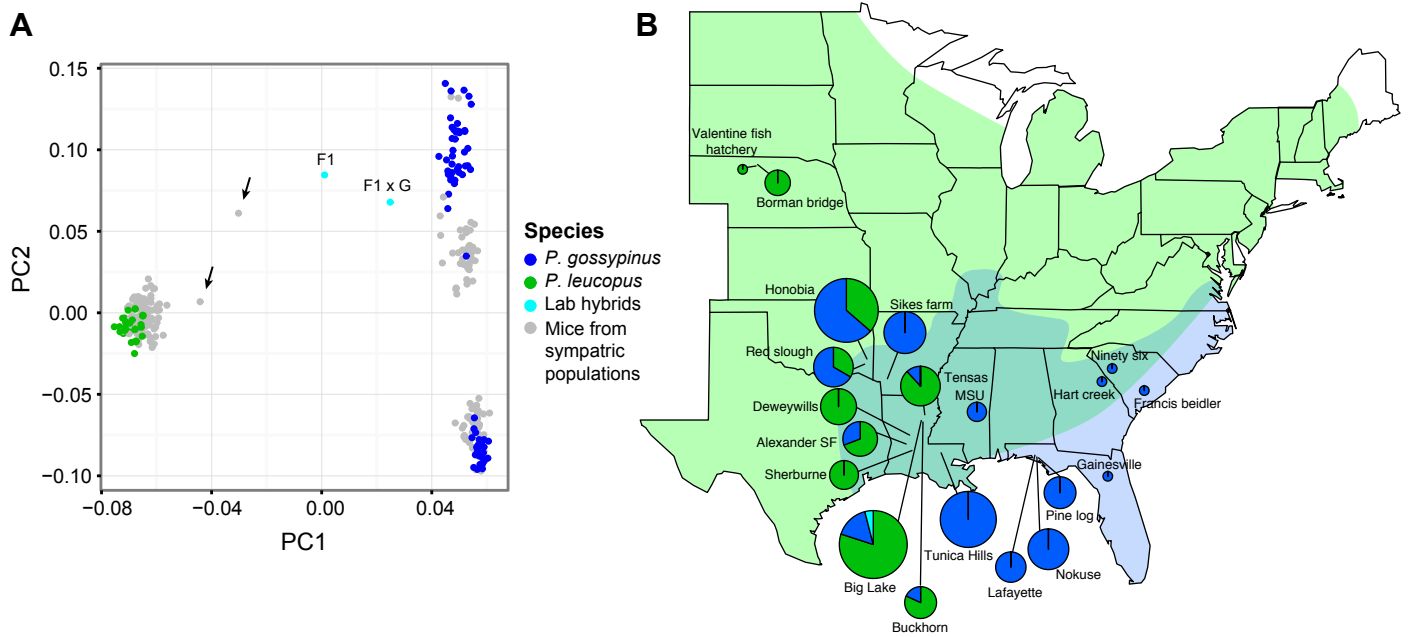 A
0.15
0.10
0.05
0.00
−0.05
−0.10
PC2
−0.08
−0.04
0.00
0.04
PC1
F1
F1 x G
Species
P. gossypinus
P. leucopus
Lab hybrids
Mice from
sympatric
populations
B
Valentine fish
hatchery
Borman bridge
Honobia
Sikes farm
Red slough
Tensas
MSU
Deweywills
Alexander SF
Sherburne
Ninety six
Hart creek
Francis beidler
Gainesville
Pine log
Nokuse
Lafayette
Tunica Hills
Big Lake
Buckhorn